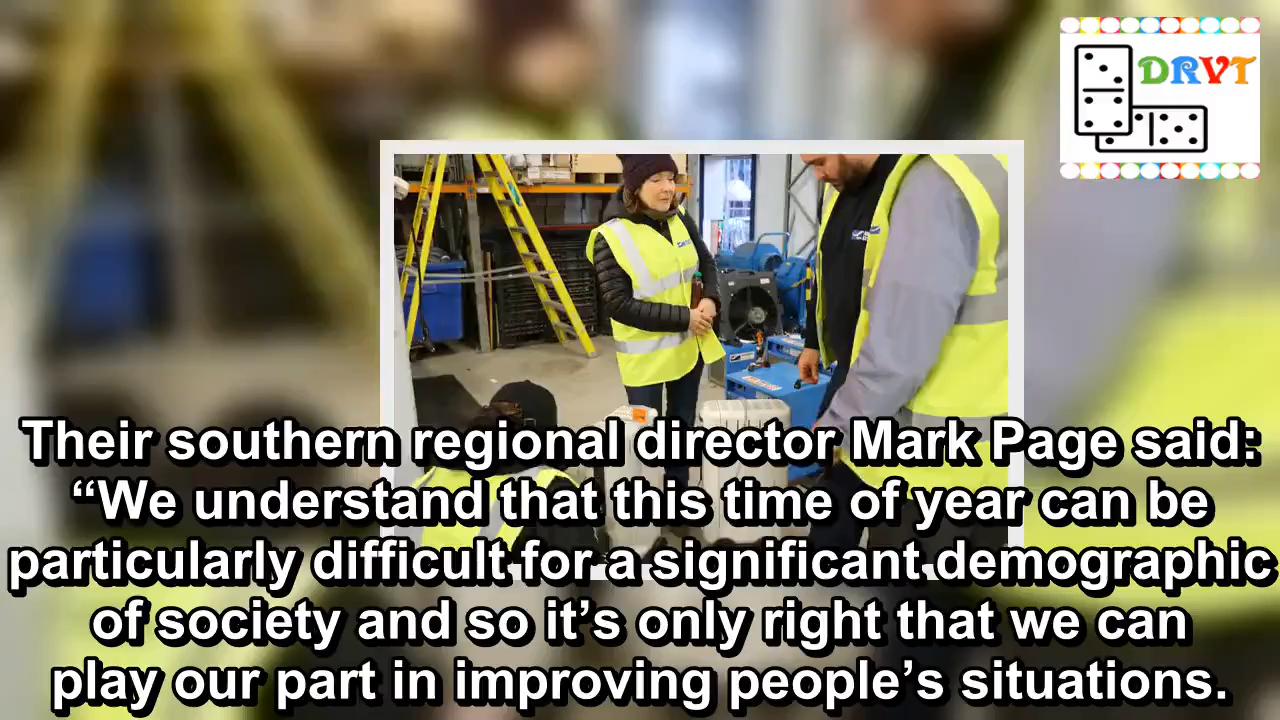 DRVT
Their southern regional director Mark Page said:
“We understand that this time of year can be
particularly difficult for a significant demographic
of society and so it’s only right that we can
play our part in improving people’s situations.